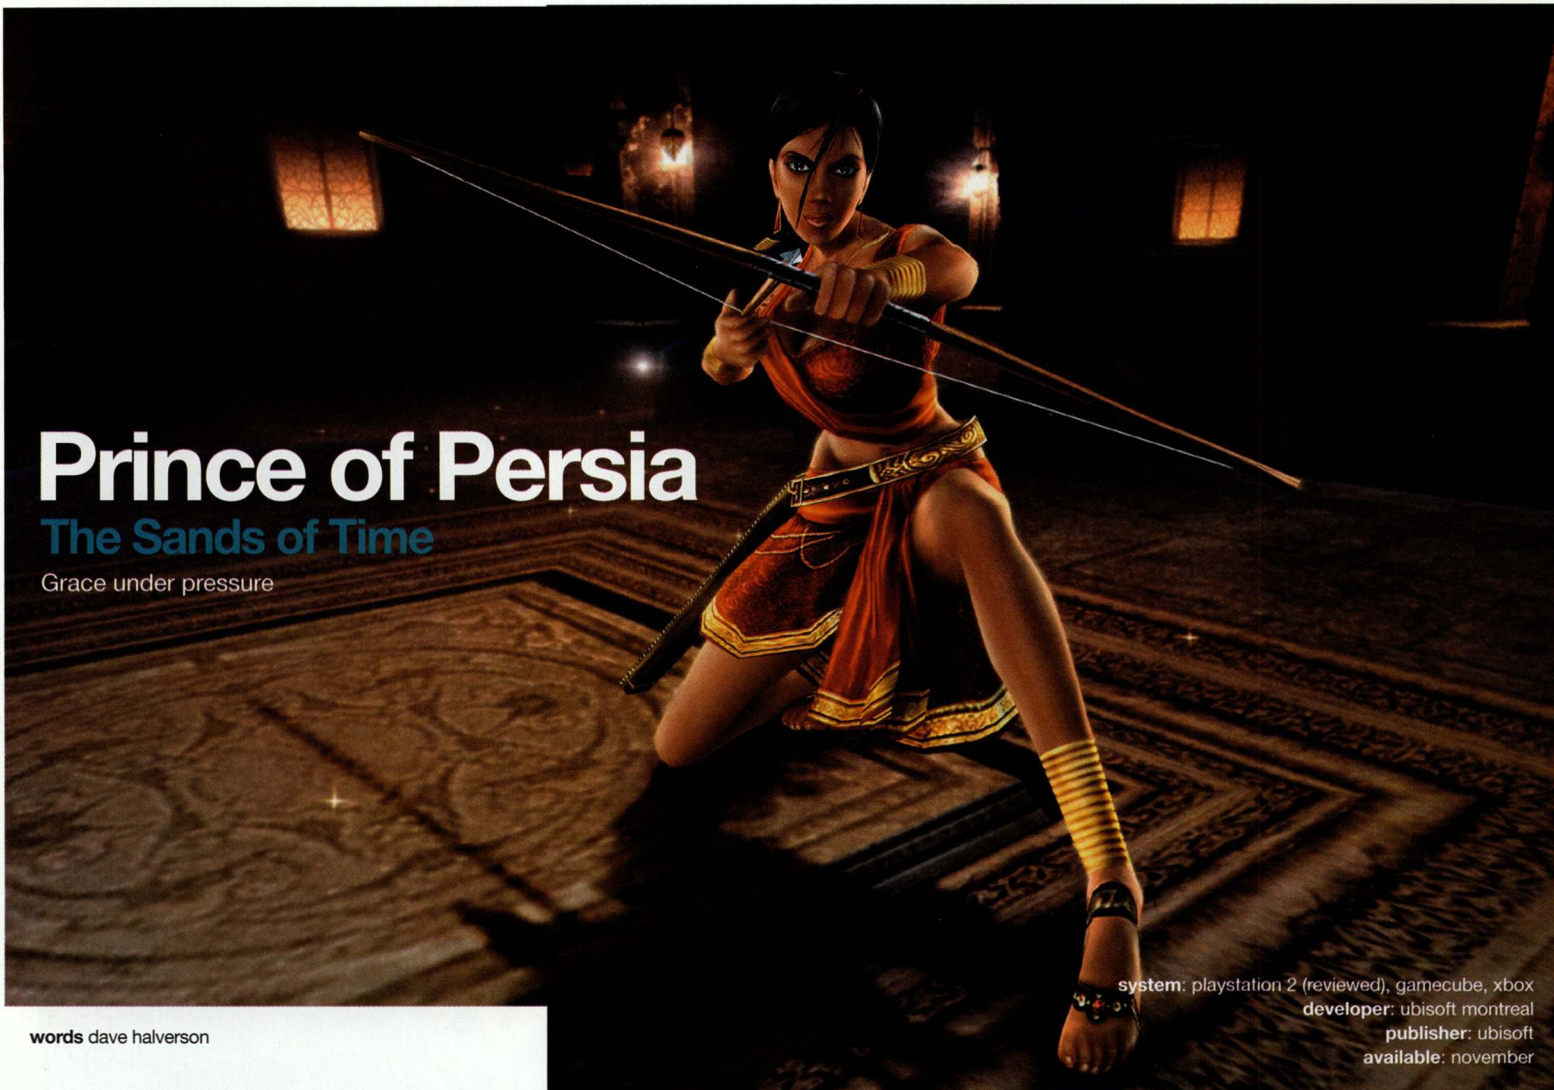 Prince of Persia
The Sands of Time
Grace under pressure
system: playstation 2 (reviewed), gamecube, xbox
developer: ubisoft montreal
publisher: ubisoft
available: november
words dave halverson